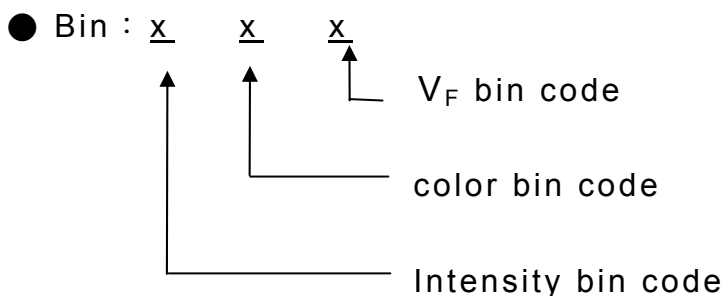 ● Bin : x x x
VF bin code
color bin code
Intensity bin code